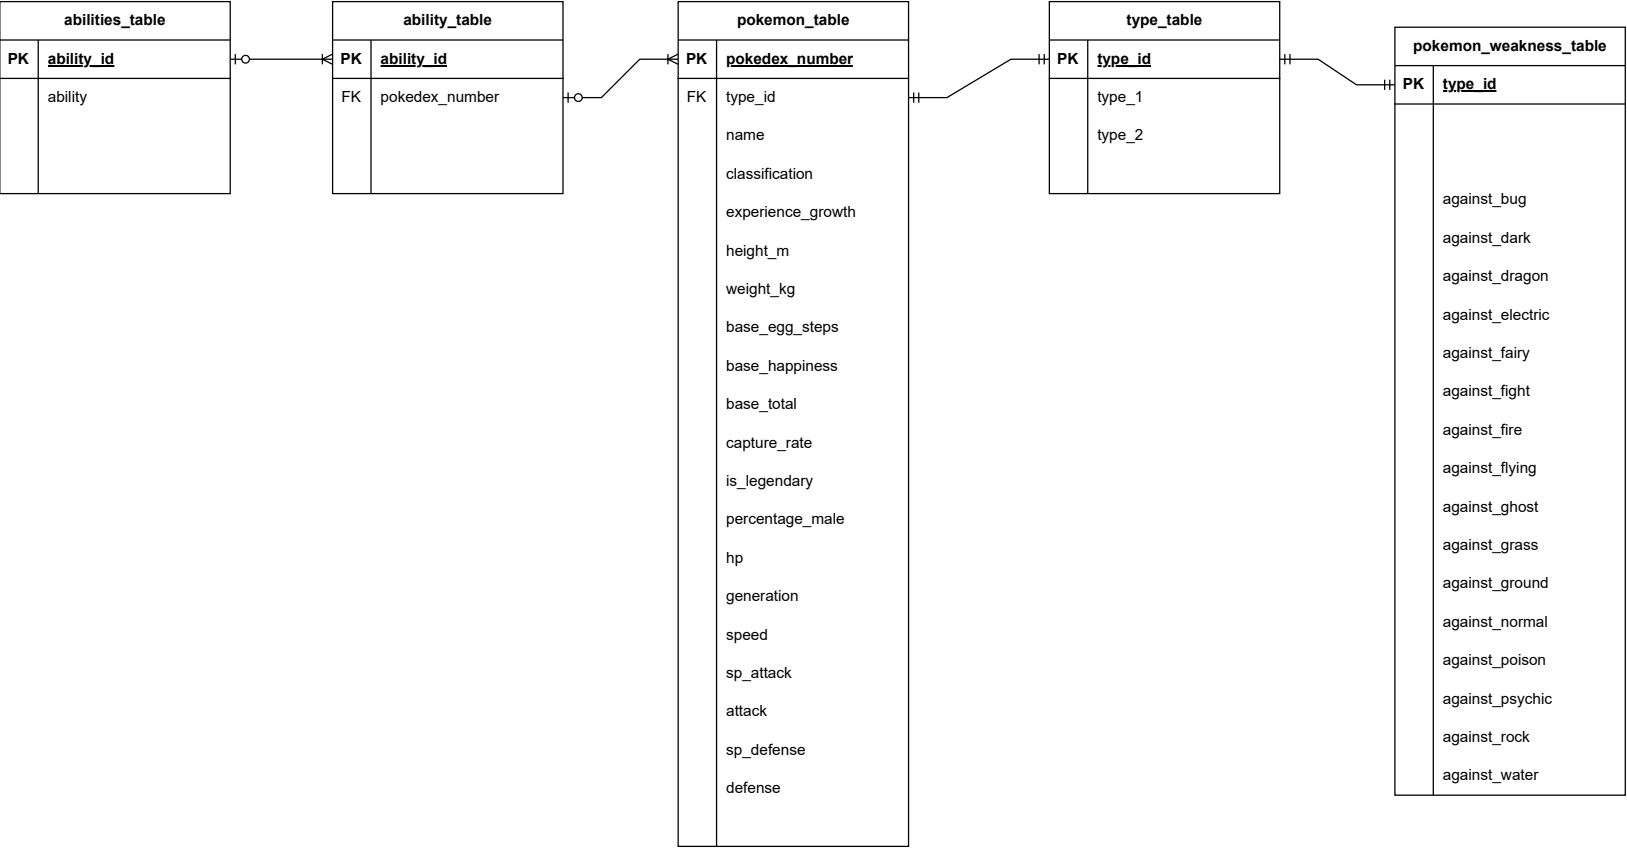 abilities_table
PK ability_id
ability
ability_table
PK ability_id
FK pokedex_number
pokemon_table
PK pokedex_number
FK type_id
name
classification
experience_growth
height_m
weight_kg
base_egg_steps
base_happiness
base_total
capture_rate
is_legendary
percentage_male
hp
generation
speed
sp_attack
attack
sp_defense
defense
type_table
PK type_id
type_1
type_2
pokemon_weakness_table
PK type_id
against_bug
against_dark
against_dragon
against_electric
against_fairy
against_fight
against_fire
against_flying
against_ghost
against_grass
against_ground
against_normal
against_poison
against_psychic
against_rock
against_water